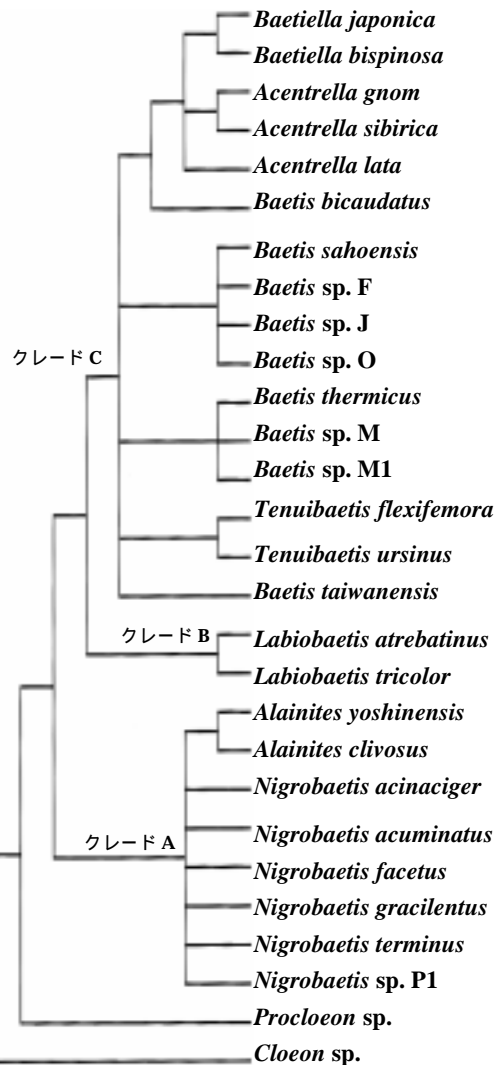 Baetiella japonica
Baetiella bispinosa
Acentrella gnom
Acentrella sibirica
Acentrella lata
Baetis bicaudatus
Baetis sahoensis
Baetis sp. F
Baetis sp. J
クレード C
Baetis sp. O
Baetis thermicus
Baetis sp. M
Baetis sp. M1
Tenuibaetis flexifemora
Tenuibaetis ursinus
Baetis taiwanensis
クレード B
Labiobaetis atrebatinus
Labiobaetis tricolor
Alainites yoshinensis
Alainites clivosus
Nigrobaetis acinaciger
Nigrobaetis acuminatus
クレード A
Nigrobaetis facetus
Nigrobaetis gracilentus
Nigrobaetis terminus
Nigrobaetis sp. P1
Procloeon sp.
Cloeon sp.